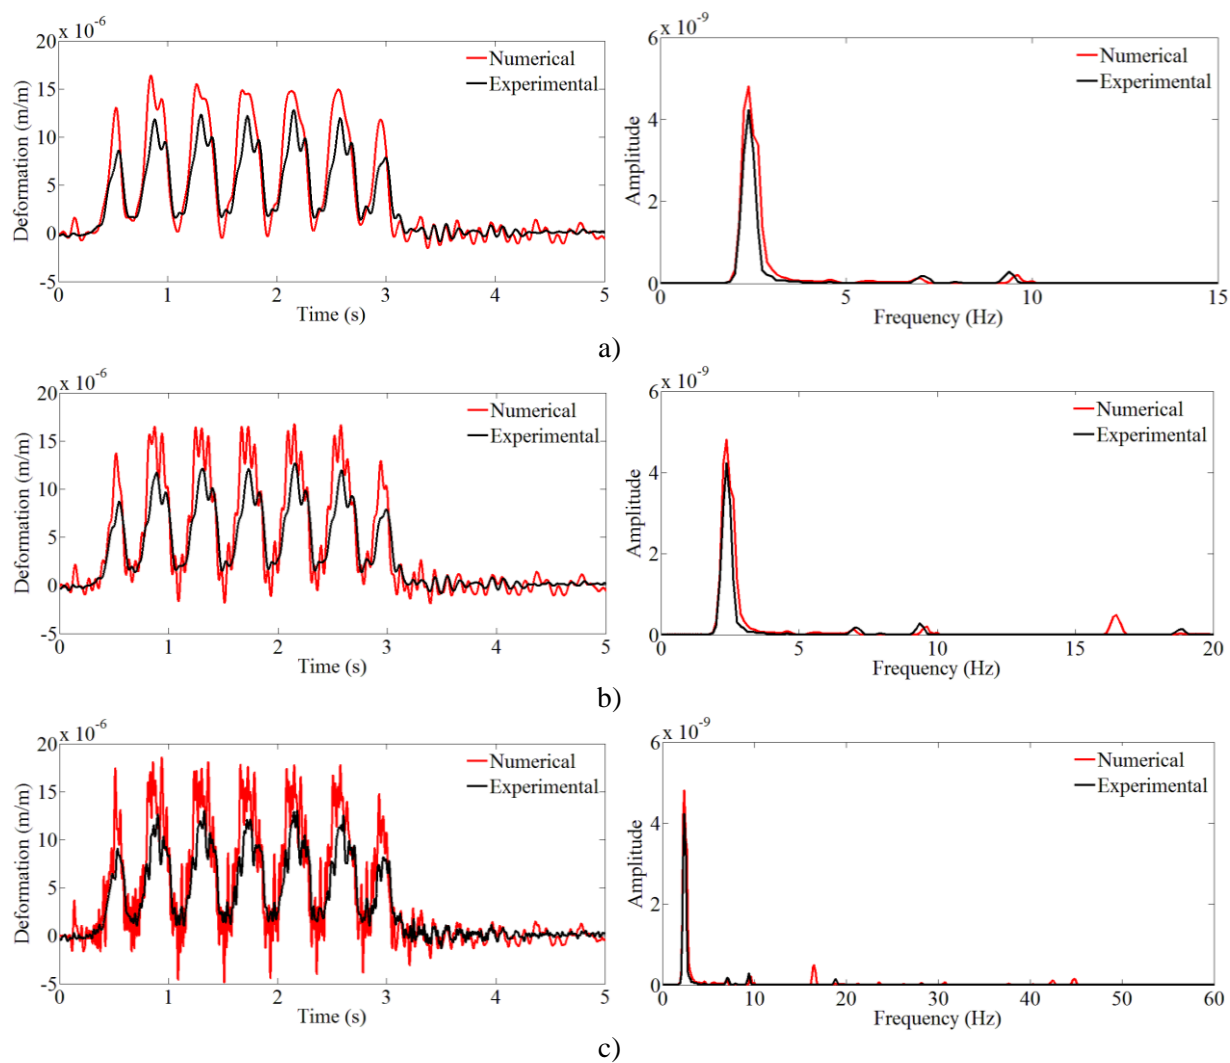 x 10^-6
20
15
10
5
0
-5
Deformation (m/m)
Numerical
Experimental
0 1 2 3 4 5
Time (s)
x 10^-9
6
4
2
0
Amplitude
Numerical
Experimental
0 5 10 15
Frequency (Hz)
a)
x 10^-6
20
15
10
5
0
-5
Deformation (m/m)
Numerical
Experimental
0 1 2 3 4 5
Time (s)
x 10^-9
6
4
2
0
Amplitude
Numerical
Experimental
0 5 10 15 20
Frequency (Hz)
b)
x 10^-6
20
15
10
5
0
-5
Deformation (m/m)
Numerical
Experimental
0 1 2 3 4 5
Time (s)
x 10^-9
6
4
2
0
Amplitude
Numerical
Experimental
0 10 20 30 40 50 60
Frequency (Hz)
c)